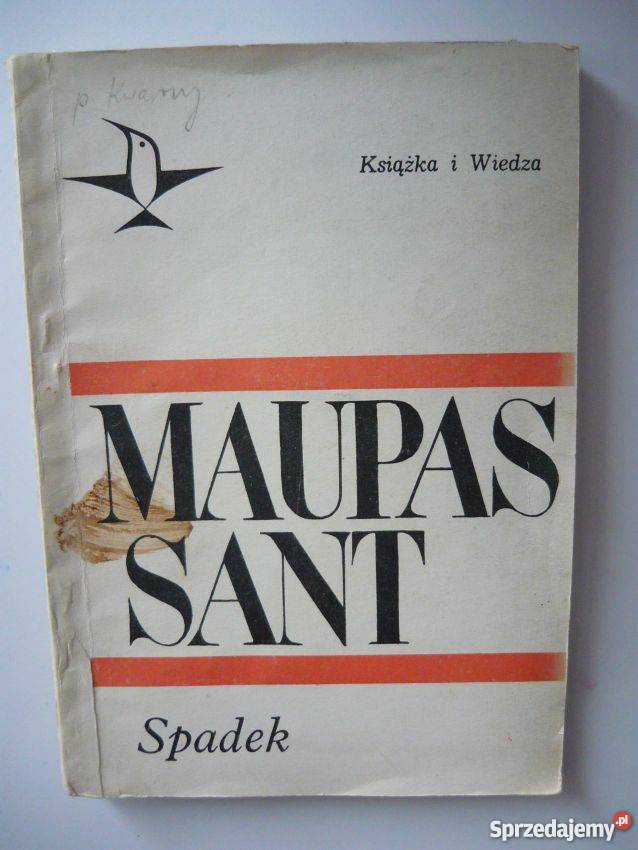 Książka i Wiedza
MAUPAS
SANT
Spadek
Sprzedajemy.pl